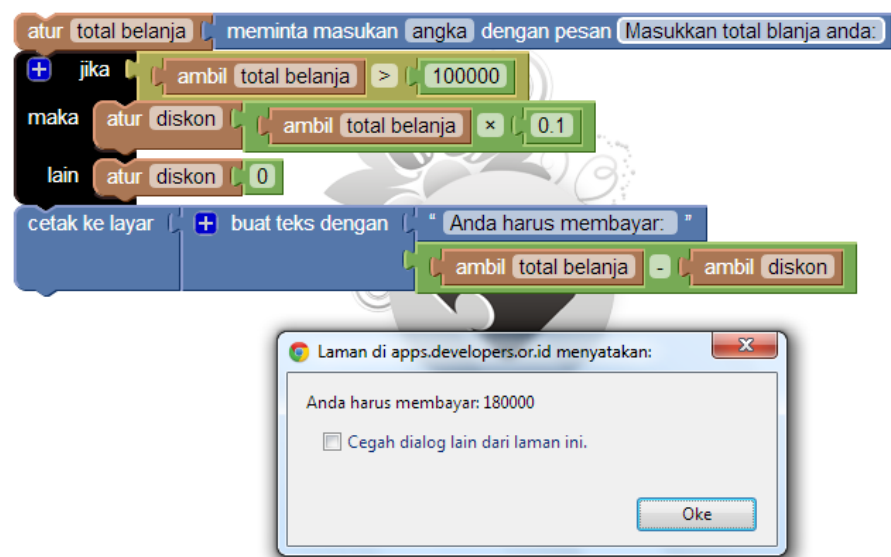 atur total belanja meminta masukan angka dengan pesan Masukkan total blanja anda:
jika ambil total belanja > 100000
maka atur diskon ambil total belanja × 0.1
lain atur diskon 0
cetak ke layar buat teks dengan “ Anda harus membayar: ”
ambil total belanja - ambil diskon
Laman di apps.developers.or.id menyatakan:
Anda harus membayar: 180000
Cegah dialog lain dari laman ini.
Oke